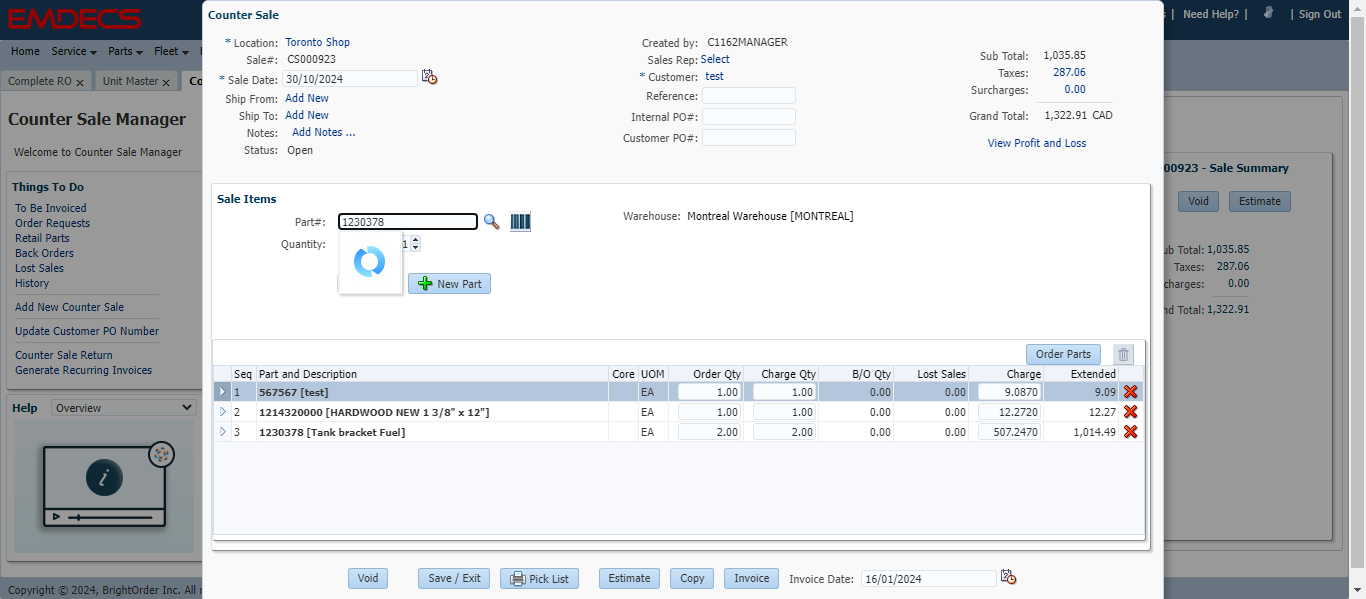 EMDECS
Need Help? |
| Sign Out
Home Service Parts Fleet
Complete RO x
Unit Master x
Co
Counter Sale Manager
Welcome to Counter Sale Manager
Things To Do
To Be Invoiced
Order Requests
Retail Parts
Back Orders
Lost Sales
History
Add New Counter Sale
Update Customer PO Number
Counter Sale Return
Generate Recurring Invoices
Help
Overview
Copyright © 2024, BrightOrder Inc. All r
Counter Sale
* Location: Toronto Shop
Sale#: CS000923
* Sale Date: 30/10/2024
Ship From: Add New
Ship To: Add New
Notes: Add Notes ...
Status: Open
Created by: C1162MANAGER
Sales Rep: Select
* Customer: test
Reference:
Internal PO#:
Customer PO#:
Sub Total: 1,035.85
Taxes: 287.06
Surcharges: 0.00
Grand Total: 1,322.91 CAD
View Profit and Loss
Sale Items
Part#: 1230378
Quantity: 1
New Part
Warehouse: Montreal Warehouse [MONTREAL]
Order Parts
Seq Part and Description Core UOM Order Qty Charge Qty B/O Qty Lost Sales Charge Extended
1 567567 [test] EA 1.00 1.00 0.00 0.00 9.0870 9.09
2 1214320000 [HARDWOOD NEW 1 3/8" x 12"] EA 1.00 1.00 0.00 0.00 12.2720 12.27
3 1230378 [Tank bracket Fuel] EA 2.00 2.00 0.00 0.00 507.2470 1,014.49
Void
Save / Exit
Pick List
Estimate
Copy
Invoice
Invoice Date: 16/01/2024
00923 - Sale Summary
Void
Estimate
ub Total: 1,035.85
Taxes: 287.06
charges: 0.00
nd Total: 1,322.91